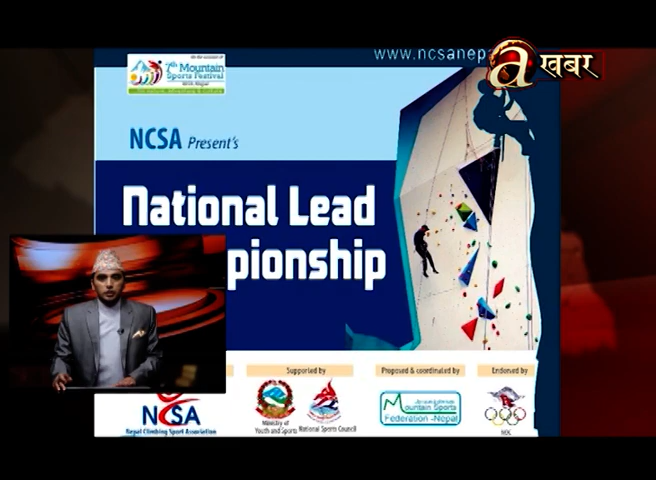 www.ncsanepa
a खबर
7th Mountain
Sports Festival
NCSA Present's
National Lead
pionship
Supported by
Proposed & coordinated by
Endorsed by
NCSA
Nepal Climbing Sport Association
Ministry of
Youth and Sports
National Sports Council
Mountain Sports
Federation -Nepal
NOC